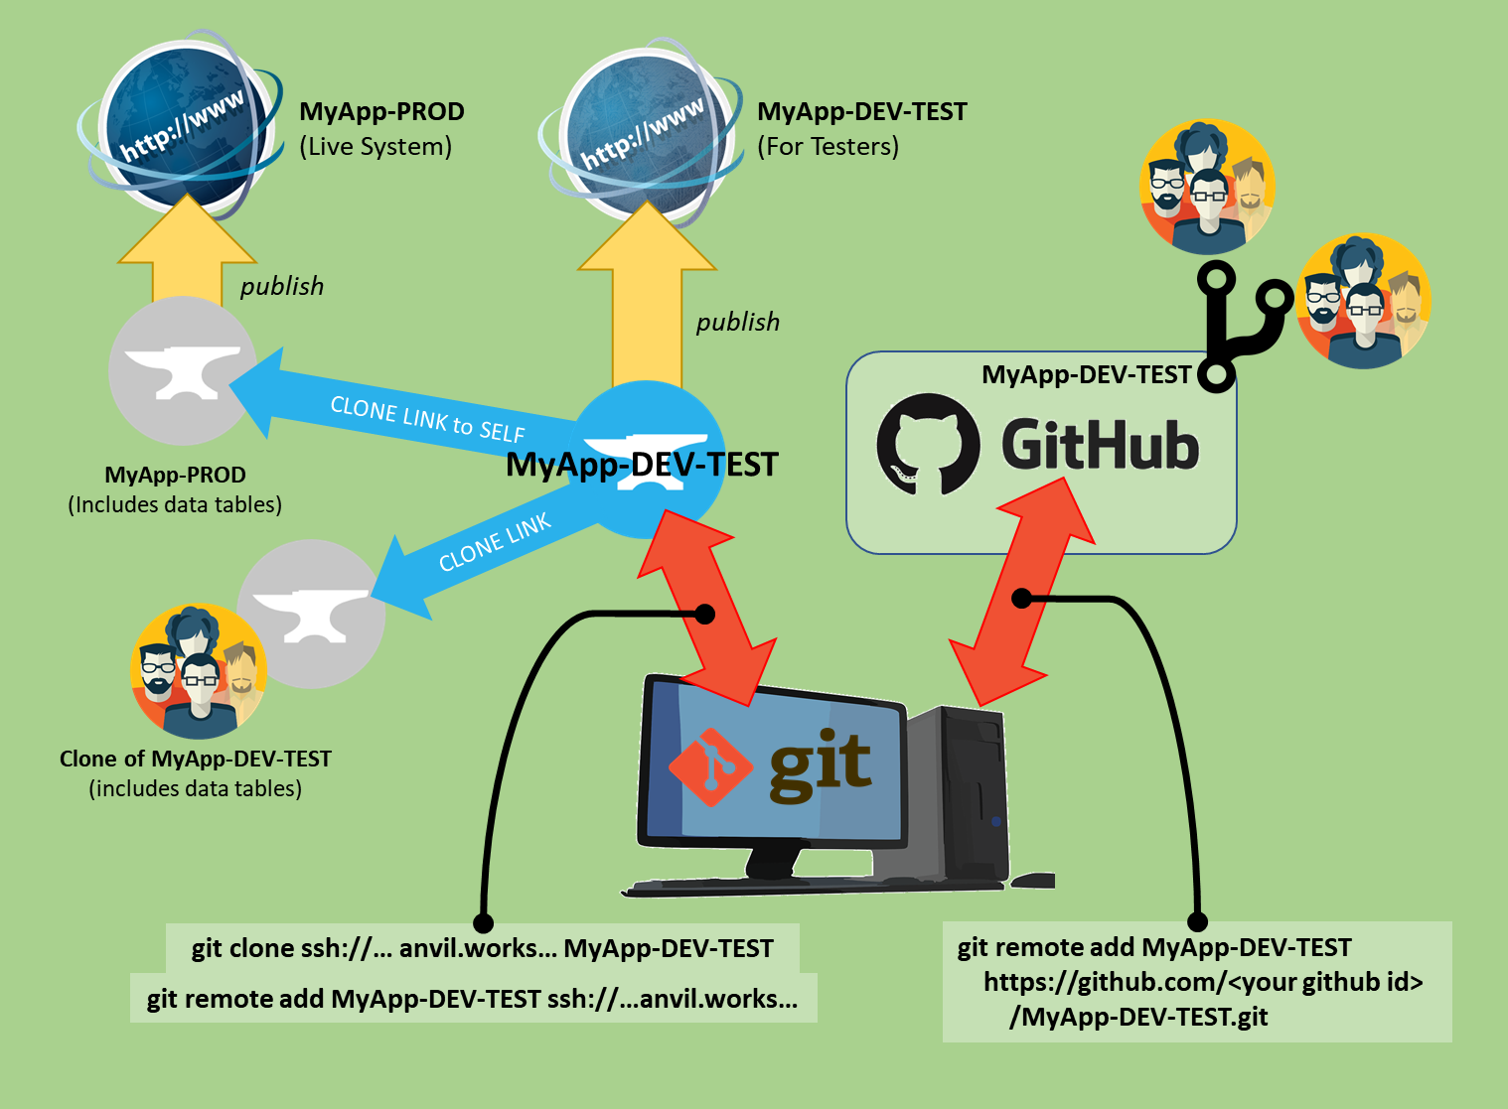 http://www
MyApp-PROD
(Live System)
http://www
MyApp-DEV-TEST
(For Testers)
publish
publish
MyApp-DEV-TEST
GitHub
CLONE LINK to SELF
MyApp-DEV-TEST
MyApp-PROD
(Includes data tables)
CLONE LINK
Clone of MyApp-DEV-TEST
(includes data tables)
git
git clone ssh://... anvil.works... MyApp-DEV-TEST
git remote add MyApp-DEV-TEST ssh://...anvil.works...
git remote add MyApp-DEV-TEST
https://github.com/<your github id>
/MyApp-DEV-TEST.git